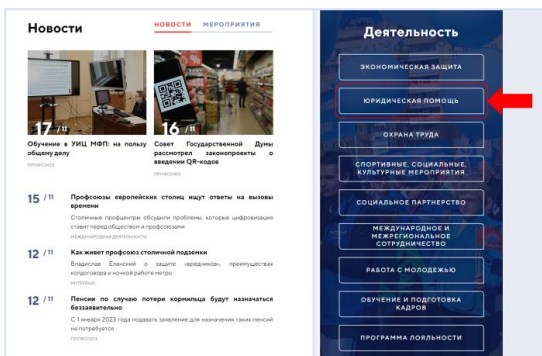 Новости
НОВОСТИ МЕРОПРИЯТИЯ
17 / 11
Обучение в УИЦ МФП: на пользу
общему делу
ПРОФСОЮЗ
16 / 11
Совет Государственной Думы
рассмотрел законопроекты о
введении QR-кодов
ПРОФСОЮЗ
15 / 11
Профсоюзы европейских столиц ищут ответы на вызовы
времени
Столичные профцентры обсудили проблемы, которые цифровизация
ставит перед обществом и профсоюзами
МЕЖДУНАРОДНАЯ ДЕЯТЕЛЬНОСТЬ
12 / 11
Как живет профсоюз столичной подземки
Владислав Еланский о защите «вредников», преимуществах
колдоговора и ночной работе метро
ИНТЕРВЬЮ
12 / 11
Пенсии по случаю потери кормильца будут назначаться
беззаявительно
С 1 января 2023 года подавать заявление для назначения таких пенсий
не потребуется
ПРОФСОЮЗ
Деятельность
ЭКОНОМИЧЕСКАЯ ЗАЩИТА
ЮРИДИЧЕСКАЯ ПОМОЩЬ
ОХРАНА ТРУДА
СПОРТИВНЫЕ, СОЦИАЛЬНЫЕ,
КУЛЬТУРНЫЕ МЕРОПРИЯТИЯ
СОЦИАЛЬНОЕ ПАРТНЕРСТВО
МЕЖДУНАРОДНОЕ И
МЕЖРЕГИОНАЛЬНОЕ
СОТРУДНИЧЕСТВО
РАБОТА С МОЛОДЕЖЬЮ
ОБУЧЕНИЕ И ПОДГОТОВКА
КАДРОВ
ПРОГРАММА ЛОЯЛЬНОСТИ